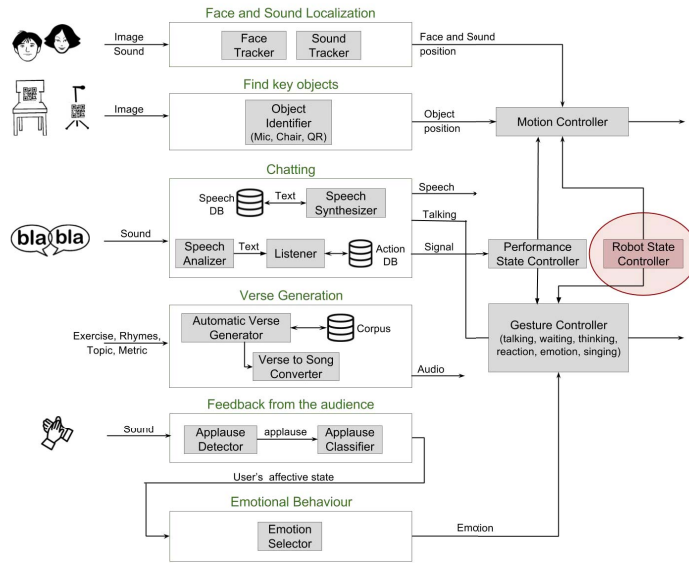 Face and Sound Localization
Image
Sound
Face
Tracker
Sound
Tracker
Face and Sound
position
Find key objects
Image
Object
Identifier
(Mic, Chair, QR)
Object
position
Motion Controller
Chatting
bla bla
Sound
Speech
DB
Text
Speech
Synthesizer
Speech
Talking
Speech
Analizer
Text
Listener
Action
DB
Signal
Performance
State Controller
Robot State
Controller
Verse Generation
Exercise, Rhymes,
Topic, Metric
Automatic Verse
Generator
Corpus
Verse to Song
Converter
Audio
Gesture Controller
(talking, waiting, thinking,
reaction, emotion, singing)
Feedback from the audience
Sound
Applause
Detector
applause
Applause
Classifier
User's affective state
Emotional Behaviour
Emotion
Selector
Emotion